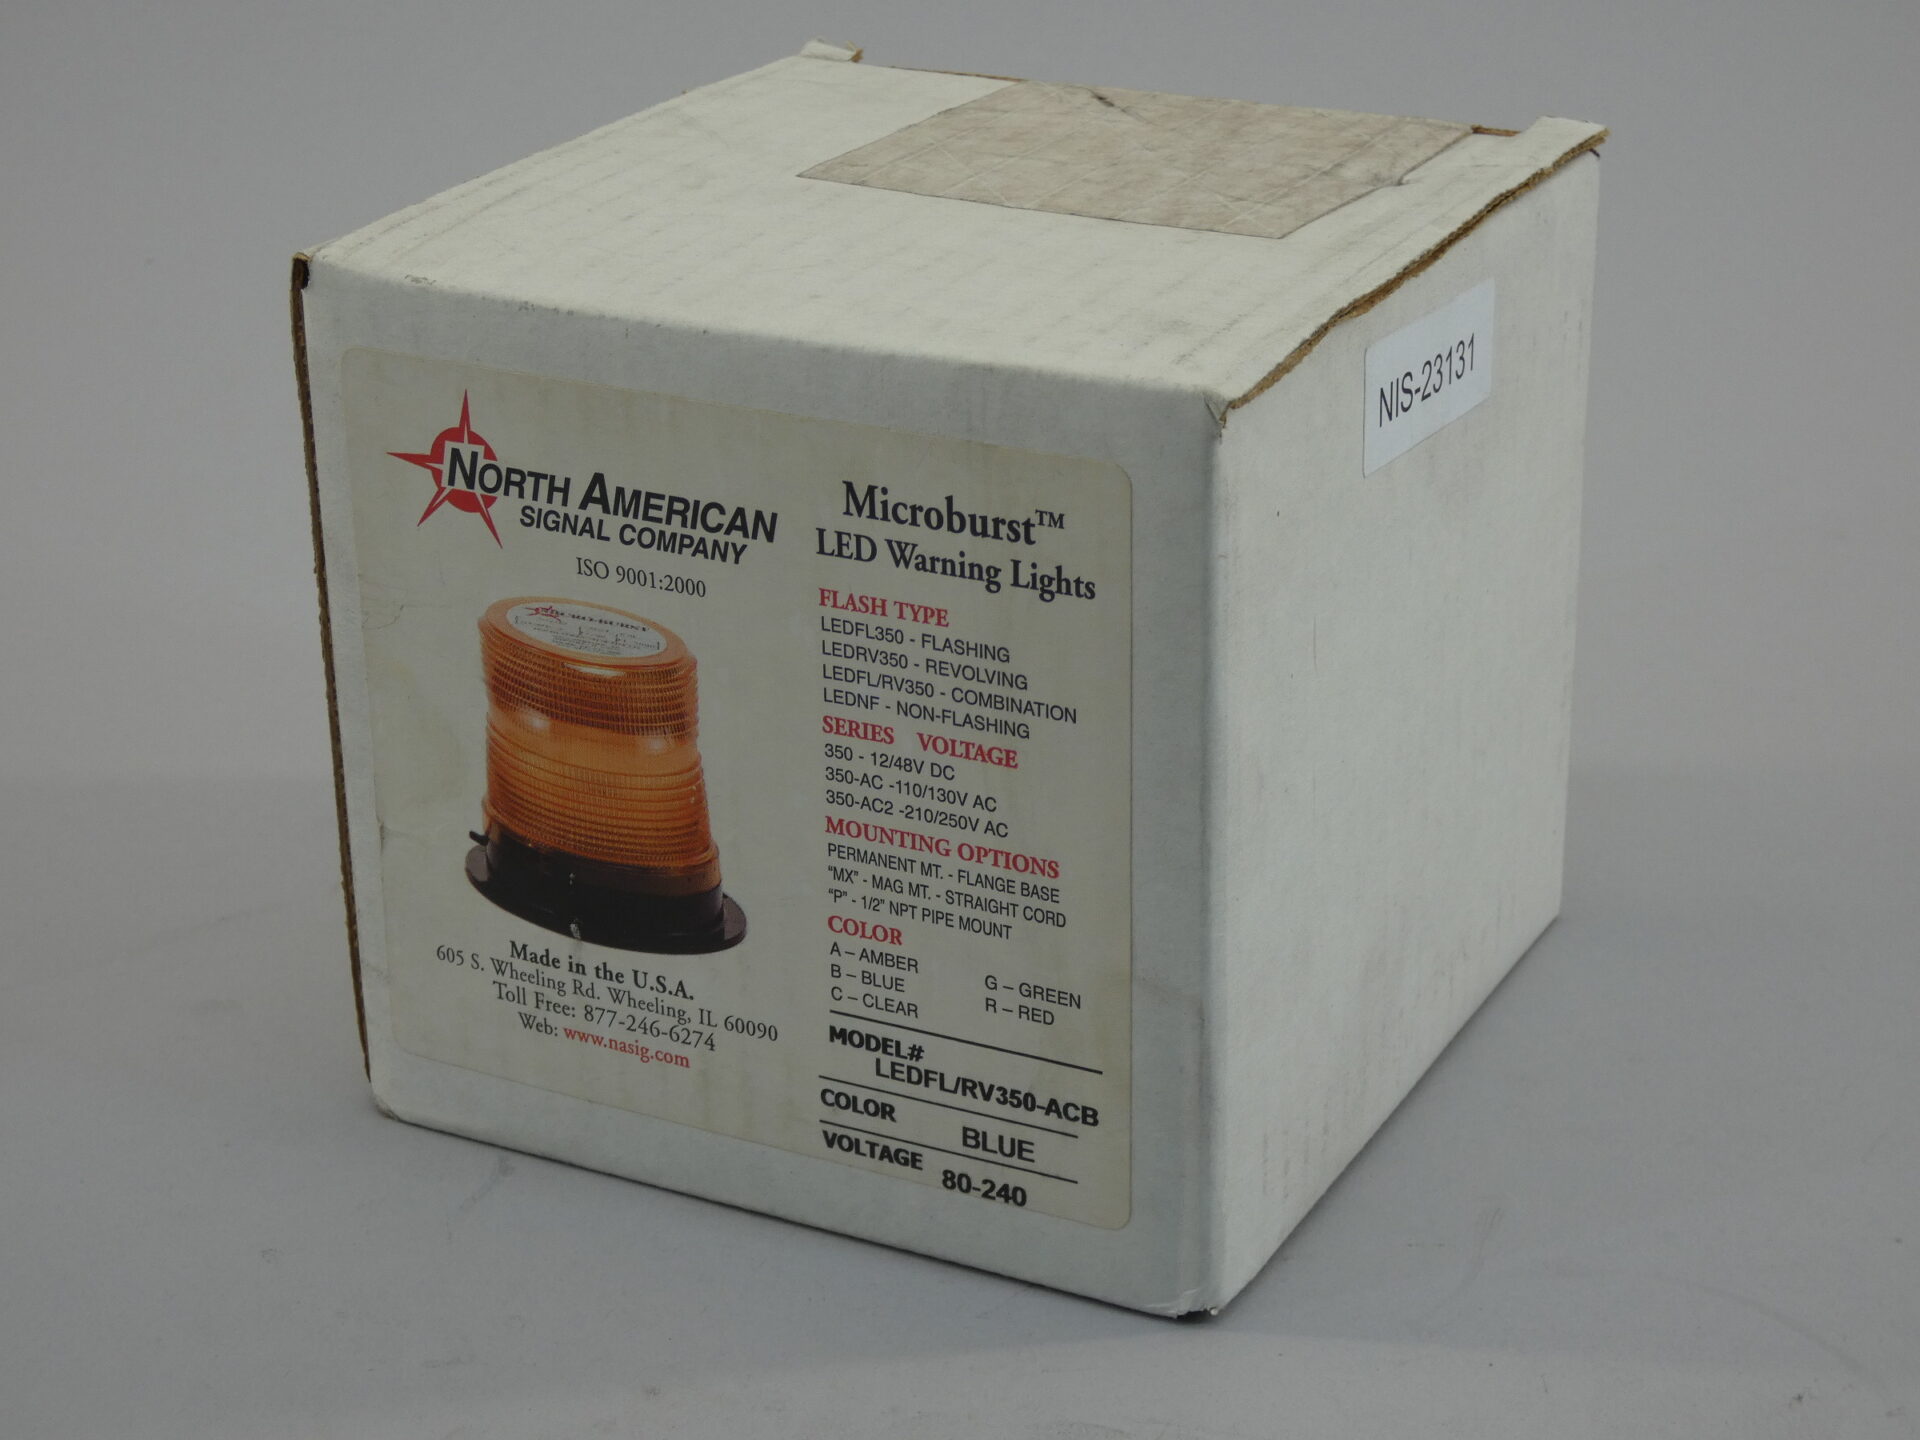 NORTH AMERICAN
SIGNAL COMPANY
ISO 9001:2000
Made in the U.S.A.
605 S. Wheeling Rd. Wheeling, IL 60090
Toll Free: 877-246-6274
Web: www.nasig.com
Microburst™
LED Warning Lights
FLASH TYPE
LEDFL350 - FLASHING
LEDRV350 - REVOLVING
LEDFL/RV350 - COMBINATION
LEDNF - NON-FLASHING
SERIES VOLTAGE
350 - 12/48V DC
350-AC -110/130V AC
350-AC2 -210/250V AC
MOUNTING OPTIONS
PERMANENT MT. - FLANGE BASE
“MX” - MAG MT. - STRAIGHT CORD
“P” - 1/2” NPT PIPE MOUNT
COLOR
A – AMBER
B – BLUE G – GREEN
C – CLEAR R – RED
MODEL#
LEDFL/RV350-ACB
COLOR BLUE
VOLTAGE 80-240
NIS-23131